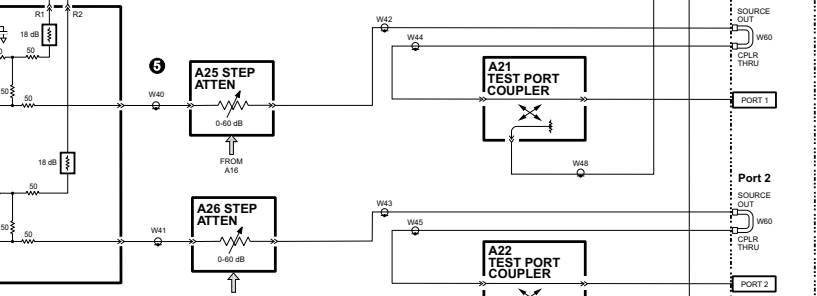 R1
R2
18 dB
50
50
50
5
W40
A25 STEP
ATTEN
0-60 dB
FROM
A16
W42
W44
A21
TEST PORT
COUPLER
W48
SOURCE
OUT
W60
CPLR
THRU
PORT 1
18 dB
50
50
50
W41
A26 STEP
ATTEN
0-60 dB
W43
W45
A22
TEST PORT
COUPLER
Port 2
SOURCE
OUT
W60
CPLR
THRU
PORT 2